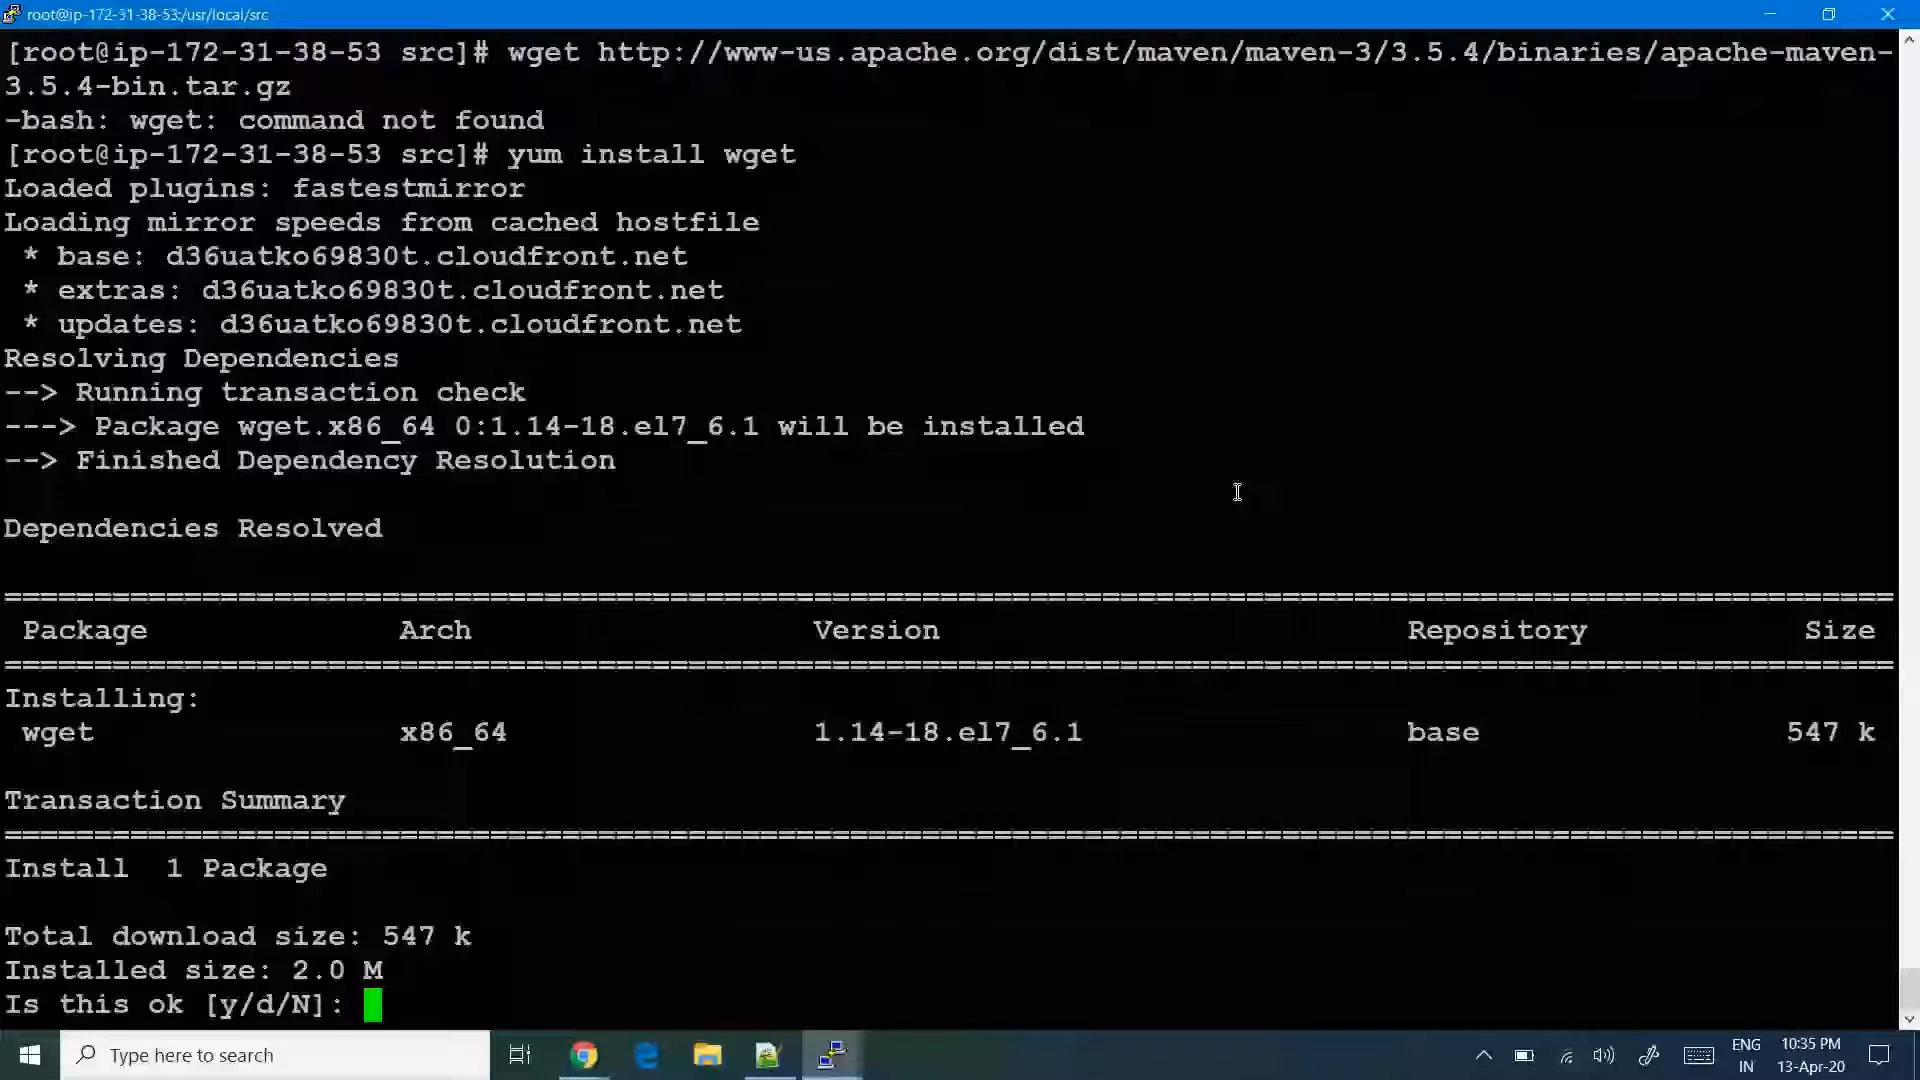 root@ip-172-31-38-53:/usr/local/src
[root@ip-172-31-38-53 src]# wget http://www-us.apache.org/dist/maven/maven-3/3.5.4/binaries/apache-maven-
3.5.4-bin.tar.gz
-bash: wget: command not found
[root@ip-172-31-38-53 src]# yum install wget
Loaded plugins: fastestmirror
Loading mirror speeds from cached hostfile
 * base: d36uatko69830t.cloudfront.net
 * extras: d36uatko69830t.cloudfront.net
 * updates: d36uatko69830t.cloudfront.net
Resolving Dependencies
--> Running transaction check
---> Package wget.x86_64 0:1.14-18.el7_6.1 will be installed
--> Finished Dependency Resolution
Dependencies Resolved
Package Arch Version Repository Size
Installing:
wget x86_64 1.14-18.el7_6.1 base 547 k
Transaction Summary
Install 1 Package
Total download size: 547 k
Installed size: 2.0 M
Is this ok [y/d/N]:
Type here to search
ENG
IN
10:35 PM
13-Apr-20